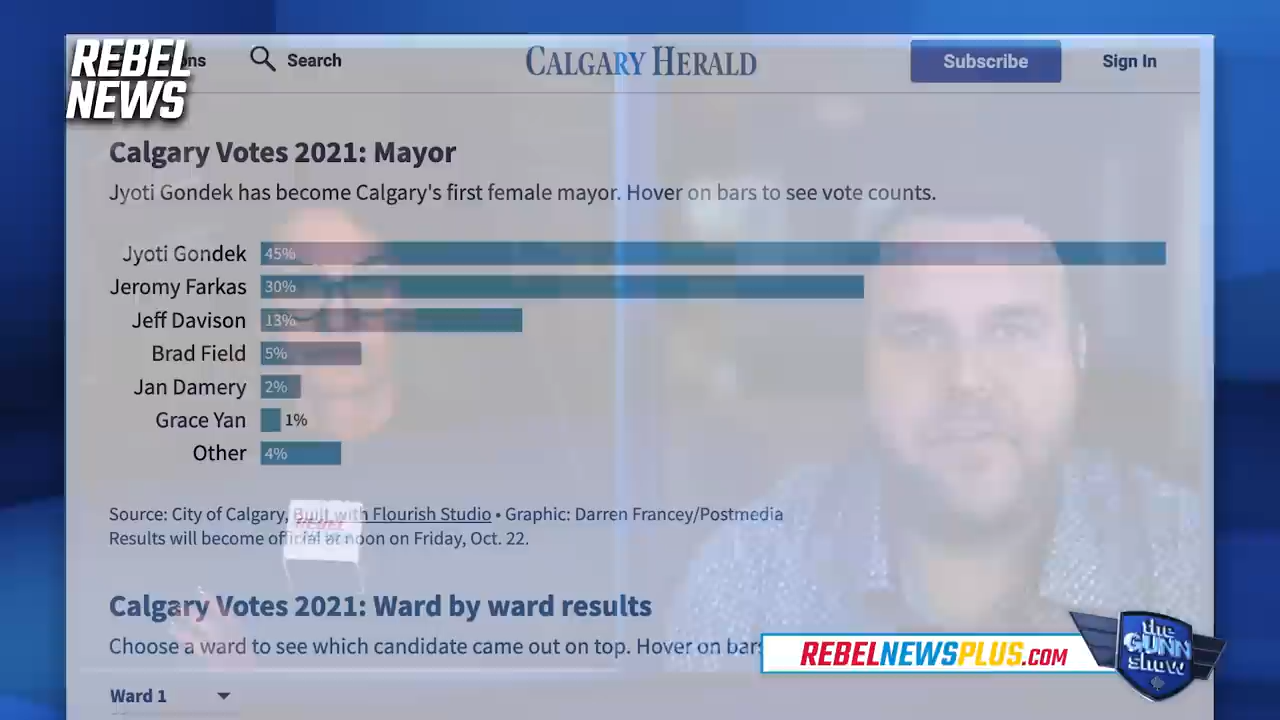 REBEL
NEWS
ons
Search
CALGARY HERALD
Subscribe
Sign In
Calgary Votes 2021: Mayor
Jyoti Gondek has become Calgary's first female mayor. Hover on bars to see vote counts.
Jyoti Gondek 45%
Jeromy Farkas 30%
Jeff Davison 13%
Brad Field 5%
Jan Damery 2%
Grace Yan 1%
Other 4%
Source: City of Calgary, Built with Flourish Studio • Graphic: Darren Francey/Postmedia
Results will become official at noon on Friday, Oct. 22.
REBEL
Calgary Votes 2021: Ward by ward results
Choose a ward to see which candidate came out on top. Hover on bars
REBELNEWSPLUS.COM
the
GUNN
show
Ward 1